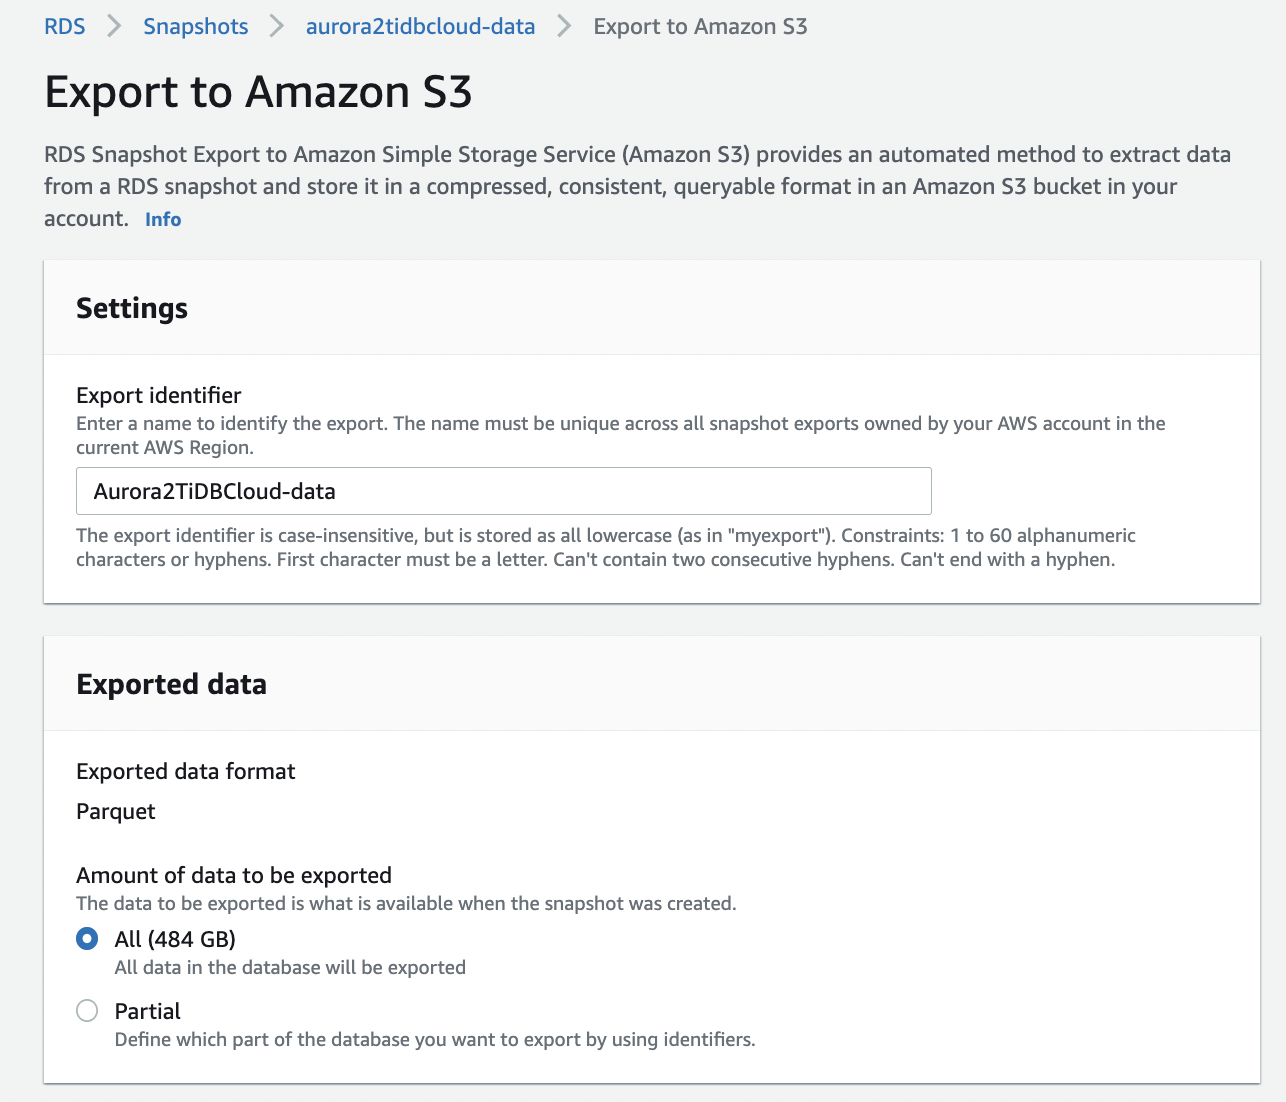 RDS > Snapshots > aurora2tidbcloud-data > Export to Amazon S3
Export to Amazon S3
RDS Snapshot Export to Amazon Simple Storage Service (Amazon S3) provides an automated method to extract data
from a RDS snapshot and store it in a compressed, consistent, queryable format in an Amazon S3 bucket in your
account. Info
Settings
Export identifier
Enter a name to identify the export. The name must be unique across all snapshot exports owned by your AWS account in the
current AWS Region.
Aurora2TiDBCloud-data
The export identifier is case-insensitive, but is stored as all lowercase (as in "myexport"). Constraints: 1 to 60 alphanumeric
characters or hyphens. First character must be a letter. Can't contain two consecutive hyphens. Can't end with a hyphen.
Exported data
Exported data format
Parquet
Amount of data to be exported
The data to be exported is what is available when the snapshot was created.
All (484 GB)
All data in the database will be exported
Partial
Define which part of the database you want to export by using identifiers.